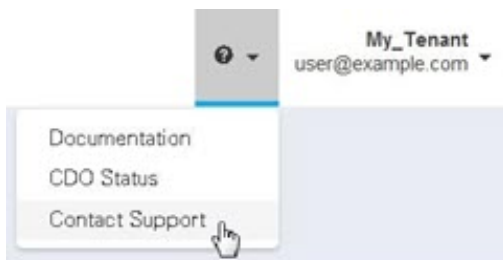 My_Tenant
user@example.com
Documentation
CDO Status
Contact Support